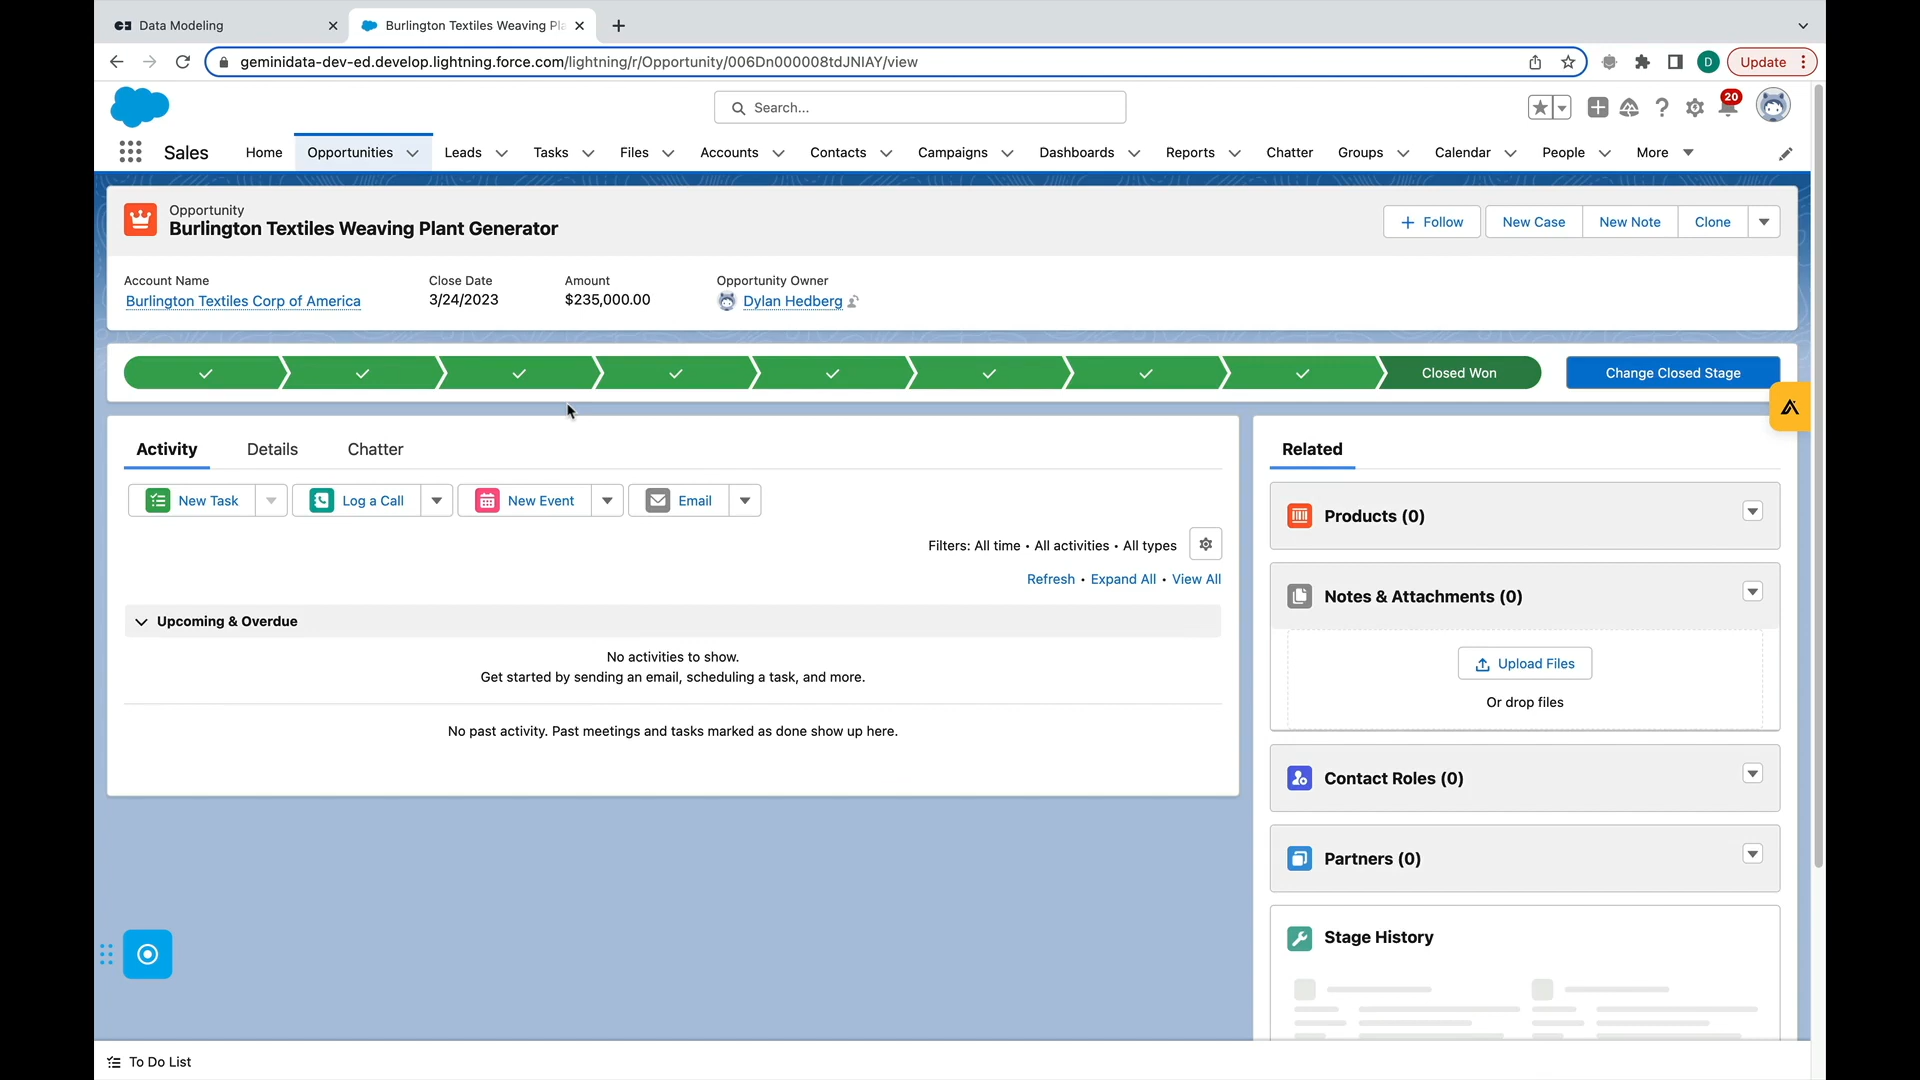 Data Modeling
Burlington Textiles Weaving Pla
geminidata-dev-ed.develop.lightning.force.com/lightning/r/Opportunity/006Dn000008tdJNIAY/view
D
Update
Search...
20
Sales
Home
Opportunities
Leads
Tasks
Files
Accounts
Contacts
Campaigns
Dashboards
Reports
Chatter
Groups
Calendar
People
More
Opportunity
Burlington Textiles Weaving Plant Generator
Follow
New Case
New Note
Clone
Account Name
Burlington Textiles Corp of America
Close Date
3/24/2023
Amount
$235,000.00
Opportunity Owner
Dylan Hedberg
Closed Won
Change Closed Stage
Activity
Details
Chatter
New Task
Log a Call
New Event
Email
Filters: All time • All activities • All types
Refresh • Expand All • View All
Upcoming & Overdue
No activities to show.
Get started by sending an email, scheduling a task, and more.
No past activity. Past meetings and tasks marked as done show up here.
Related
Products (0)
Notes & Attachments (0)
Upload Files
Or drop files
Contact Roles (0)
Partners (0)
Stage History
To Do List